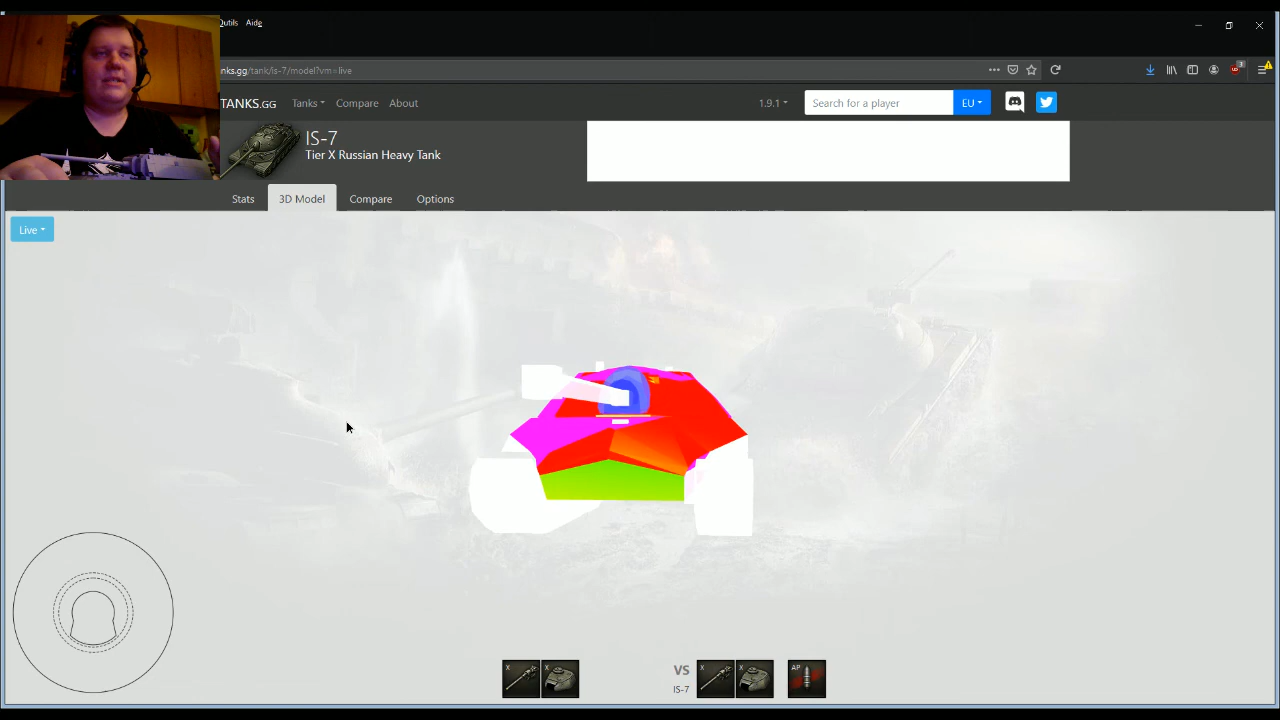 Outils Aide
nks.gg/tank/is-7/model?vm=live
TANKS.GG Tanks Compare About 1.9.1 Search for a player EU
IS-7
Tier X Russian Heavy Tank
Stats 3D Model Compare Options
Live
X X VS X X AP
IS-7